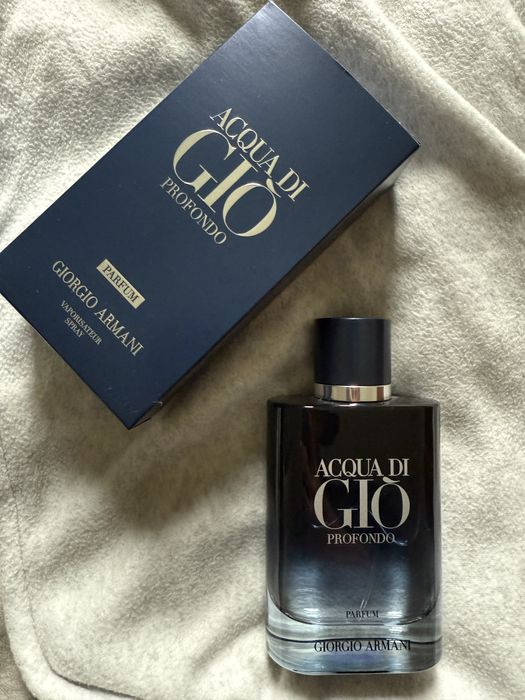 ACQUA DI
GIÒ
PROFONDO
PARFUM
GIORGIO ARMANI
VAPORISATEUR
SPRAY
ACQUA DI
GIÒ
PROFONDO
PARFUM
GIORGIO ARMANI